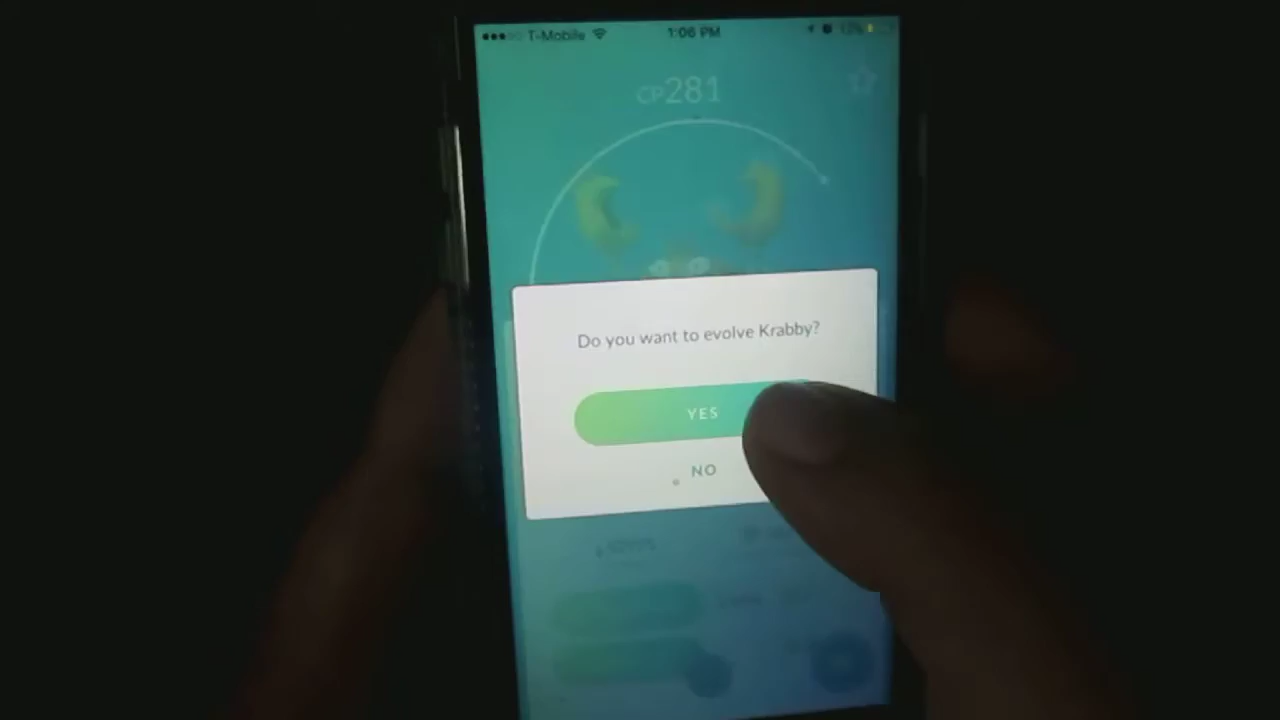 T-Mobile 1:06 PM
CP281
Do you want to evolve Krabby?
YES
NO